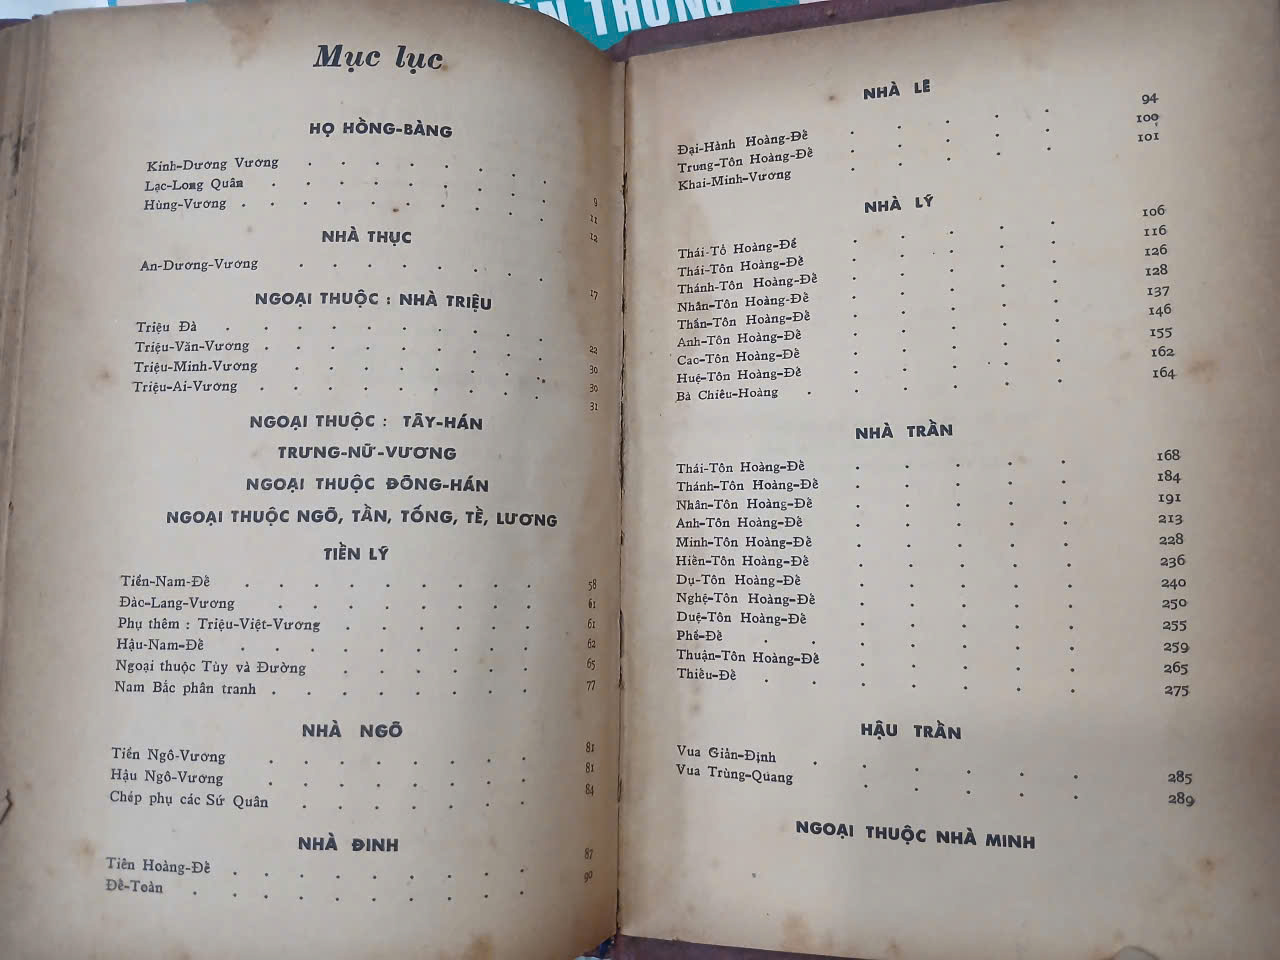 THỐNG
Mục lục
HỌ HỒNG-BÀNG
Kinh-Dương Vương . . . . . . . . 9
Lạc-Long Quân . . . . . . . . 11
Hùng-Vương . . . . . . . . . 12
NHÀ THỤC
An-Dương-Vương . . . . . . . 17
NGOẠI THUỘC : NHÀ TRIỆU
Triệu Đà . . . . . . . . . 22
Triệu-Văn-Vương . . . . . . . . . 30
Triệu-Minh-Vương . . . . . . . . 30
Triệu-Ai-Vương . . . . . . . . . 31
NGOẠI THUỘC : TÂY-HÁN
TRƯNG-NỮ-VƯƠNG
NGOẠI THUỘC ĐÔNG-HÁN
NGOẠI THUỘC NGÔ, TẤN, TỐNG, TỀ, LƯƠNG
TIỀN LÝ
Tiền-Nam-Đế . . . . . . . . . 58
Đào-Lang-Vương . . . . . . . . 61
Phụ thêm : Triệu-Việt-Vương . . . . . . 61
Hậu-Nam-Đế . . . . . . . . . 62
Ngoại thuộc Tùy và Đường . . . . . . 65
Nam Bắc phân tranh . . . . . . . . 77
NHÀ NGÔ
Tiền Ngô-Vương . . . . . . . . 81
Hậu Ngô-Vương . . . . . . . . 81
Chép phụ các Sứ Quân . . . . . . . 84
NHÀ ĐINH
Tiên Hoàng-Đế . . . . . . . . . 87
Đế-Toàn . . . . . . . . . 90
NHÀ LÊ
Đại-Hành Hoàng-Đế . . . . . 94
Trung-Tôn Hoàng-Đế . . . . . 100
Khai-Minh-Vương . . . . . 101
NHÀ LÝ
Thái-Tổ Hoàng-Đế . . . . . 106
Thái-Tôn Hoàng-Đế . . . . . 116
Thánh-Tôn Hoàng-Đế . . . . . 126
Nhân-Tôn Hoàng-Đế . . . . . 128
Thần-Tôn Hoàng-Đế . . . . . 137
Anh-Tôn Hoàng-Đế . . . . . 146
Cao-Tôn Hoàng-Đế . . . . . 155
Huệ-Tôn Hoàng-Đế . . . . . 162
Bà Chiêu-Hoàng . . . . . . 164
NHÀ TRẦN
Thái-Tôn Hoàng-Đế . . . . . 168
Thánh-Tôn Hoàng-Đế . . . . . 184
Nhân-Tôn Hoàng-Đế . . . . . 191
Anh-Tôn Hoàng-Đế . . . . . 213
Minh-Tôn Hoàng-Đế . . . . . 228
Hiến-Tôn Hoàng-Đế . . . . . 236
Dụ-Tôn Hoàng-Đế . . . . . 240
Nghệ-Tôn Hoàng-Đế . . . . . 250
Duệ-Tôn Hoàng-Đế . . . . . 255
Phế-Đế . . . . . . . 259
Thuận-Tôn Hoàng-Đế . . . . . 265
Thiếu-Đế . . . . . . . 275
HẬU TRẦN
Vua Giản-Định . . . . . . 285
Vua Trùng-Quang . . . . . 289
NGOẠI THUỘC NHÀ MINH